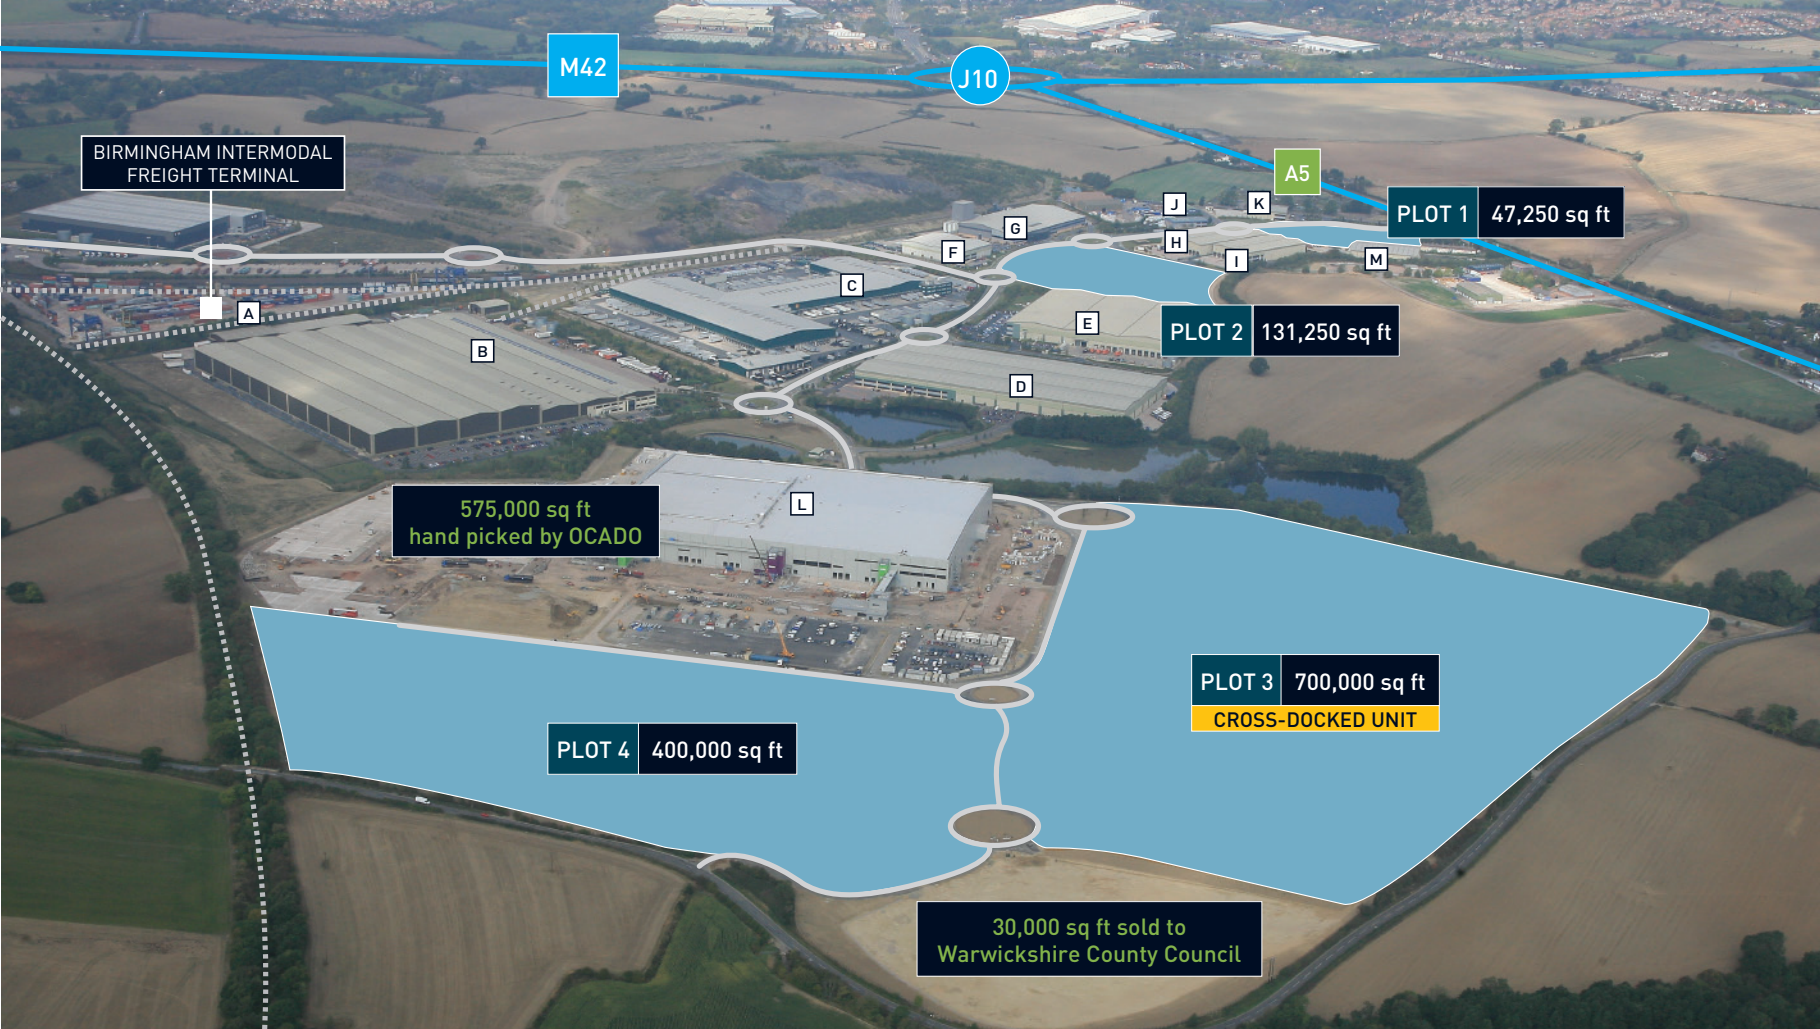 M42
J10
BIRMINGHAM INTERMODAL
FREIGHT TERMINAL
A5
PLOT 1 47,250 sq ft
J
K
G
H
F
I
M
C
A
E
PLOT 2 131,250 sq ft
B
D
L
575,000 sq ft
hand picked by OCADO
PLOT 3 700,000 sq ft
CROSS-DOCKED UNIT
PLOT 4 400,000 sq ft
30,000 sq ft sold to
Warwickshire County Council